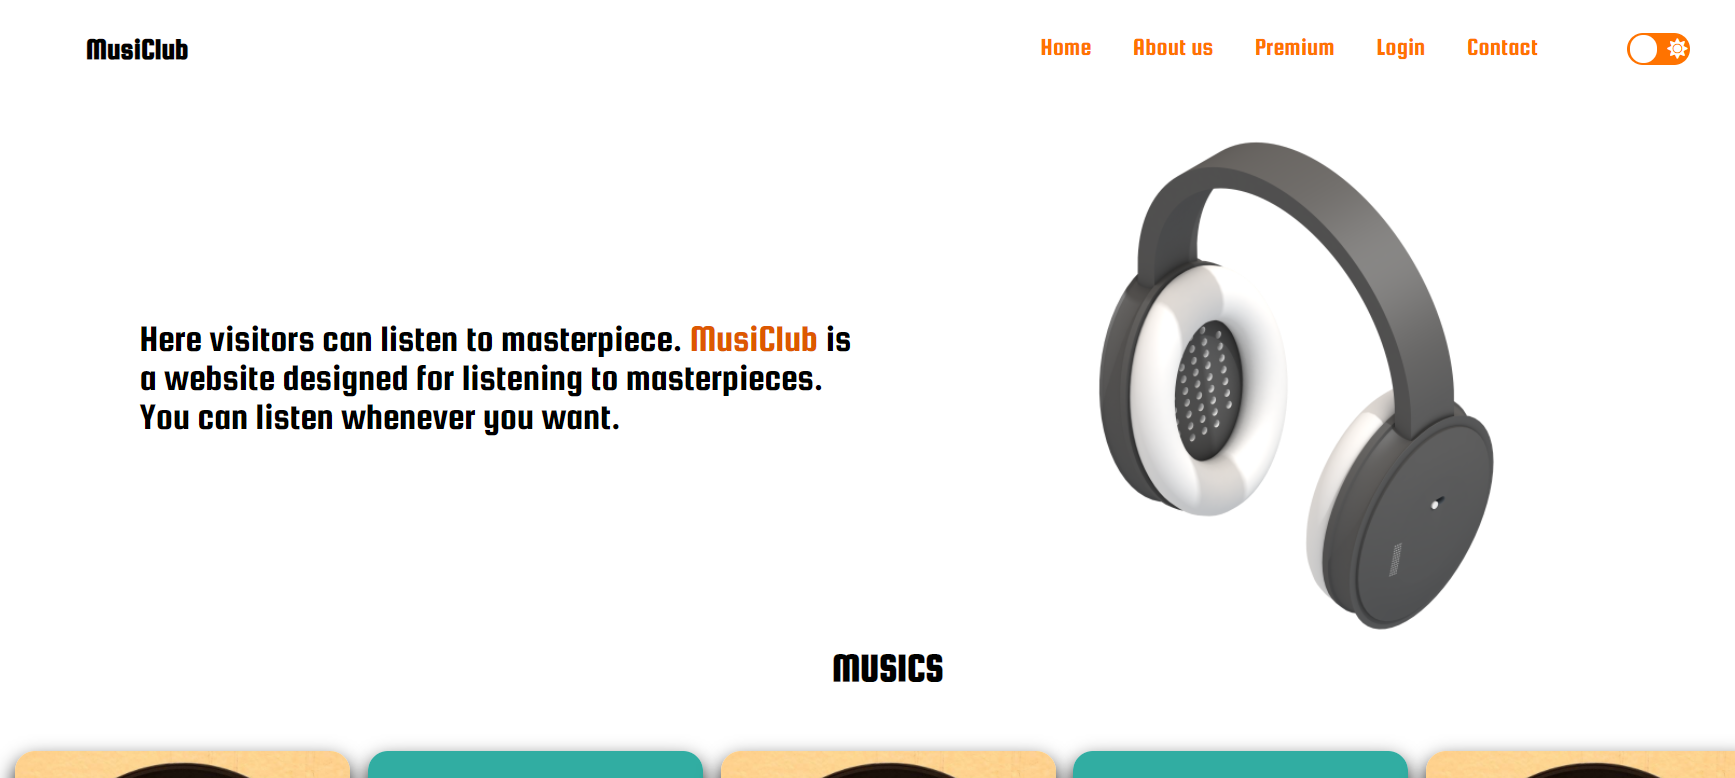 MusiClub
Home About us Premium Login Contact
Here visitors can listen to masterpiece. MusiClub is
a website designed for listening to masterpieces.
You can listen whenever you want.
MUSICS